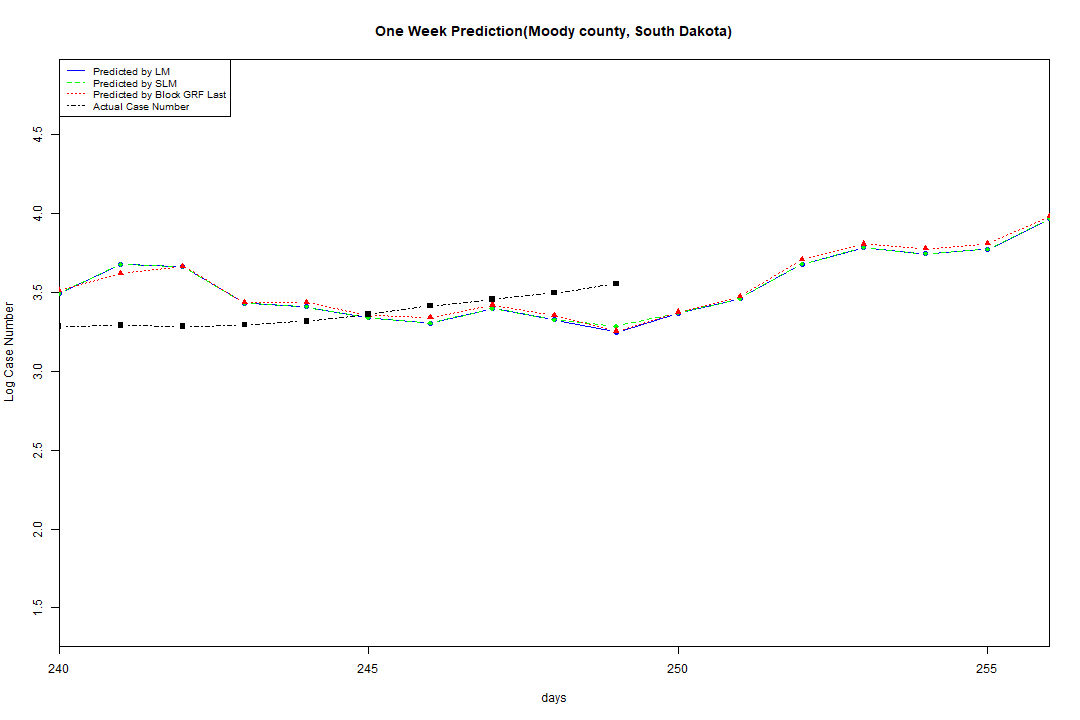 One Week Prediction(Moody county, South Dakota)
Predicted by LM
Predicted by SLM
Predicted by Block GRF Last
Actual Case Number
4.5
4.0
3.5
3.0
2.5
2.0
1.5
Log Case Number
240
245
250
255
days